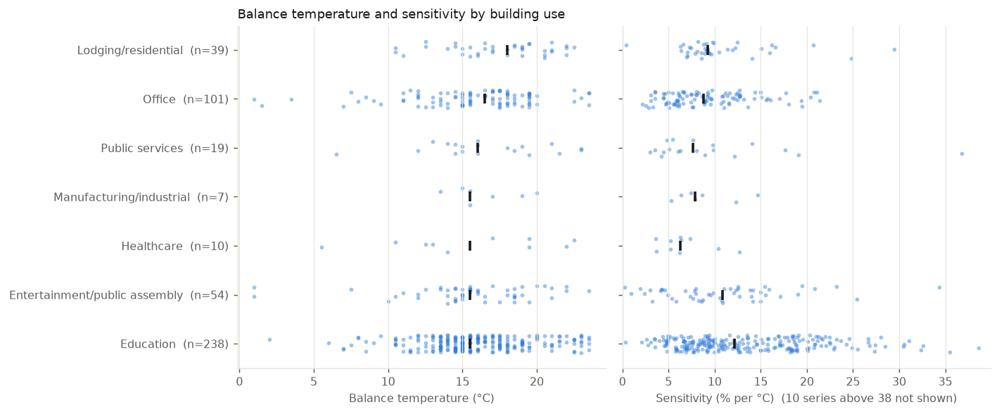 Balance temperature and sensitivity by building use
Lodging/residential (n=39)
Office (n=101)
Public services (n=19)
Manufacturing/industrial (n=7)
Healthcare (n=10)
Entertainment/public assembly (n=54)
Education (n=238)
0 5 10 15 20
Balance temperature (°C)
0 5 10 15 20 25 30 35
Sensitivity (% per °C) (10 series above 38 not shown)